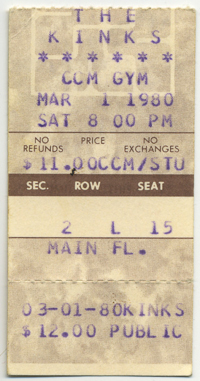 THE
KINKS
* * * * * * *
CCM GYM
MAR 1 1980
SAT 8 00 PM
NO REFUNDS PRICE NO EXCHANGES
$11.00CCM/STU
SEC. ROW SEAT
2 L 15
MAIN FL.
03-01-80KINKS
$12.00 PUBLIC